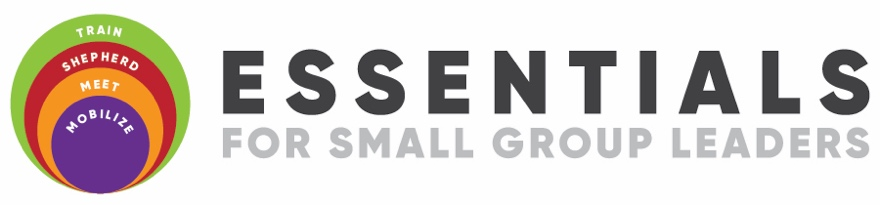 TRAIN
SHEPHERD
MEET
MOBILIZE
ESSENTIALS
FOR SMALL GROUP LEADERS